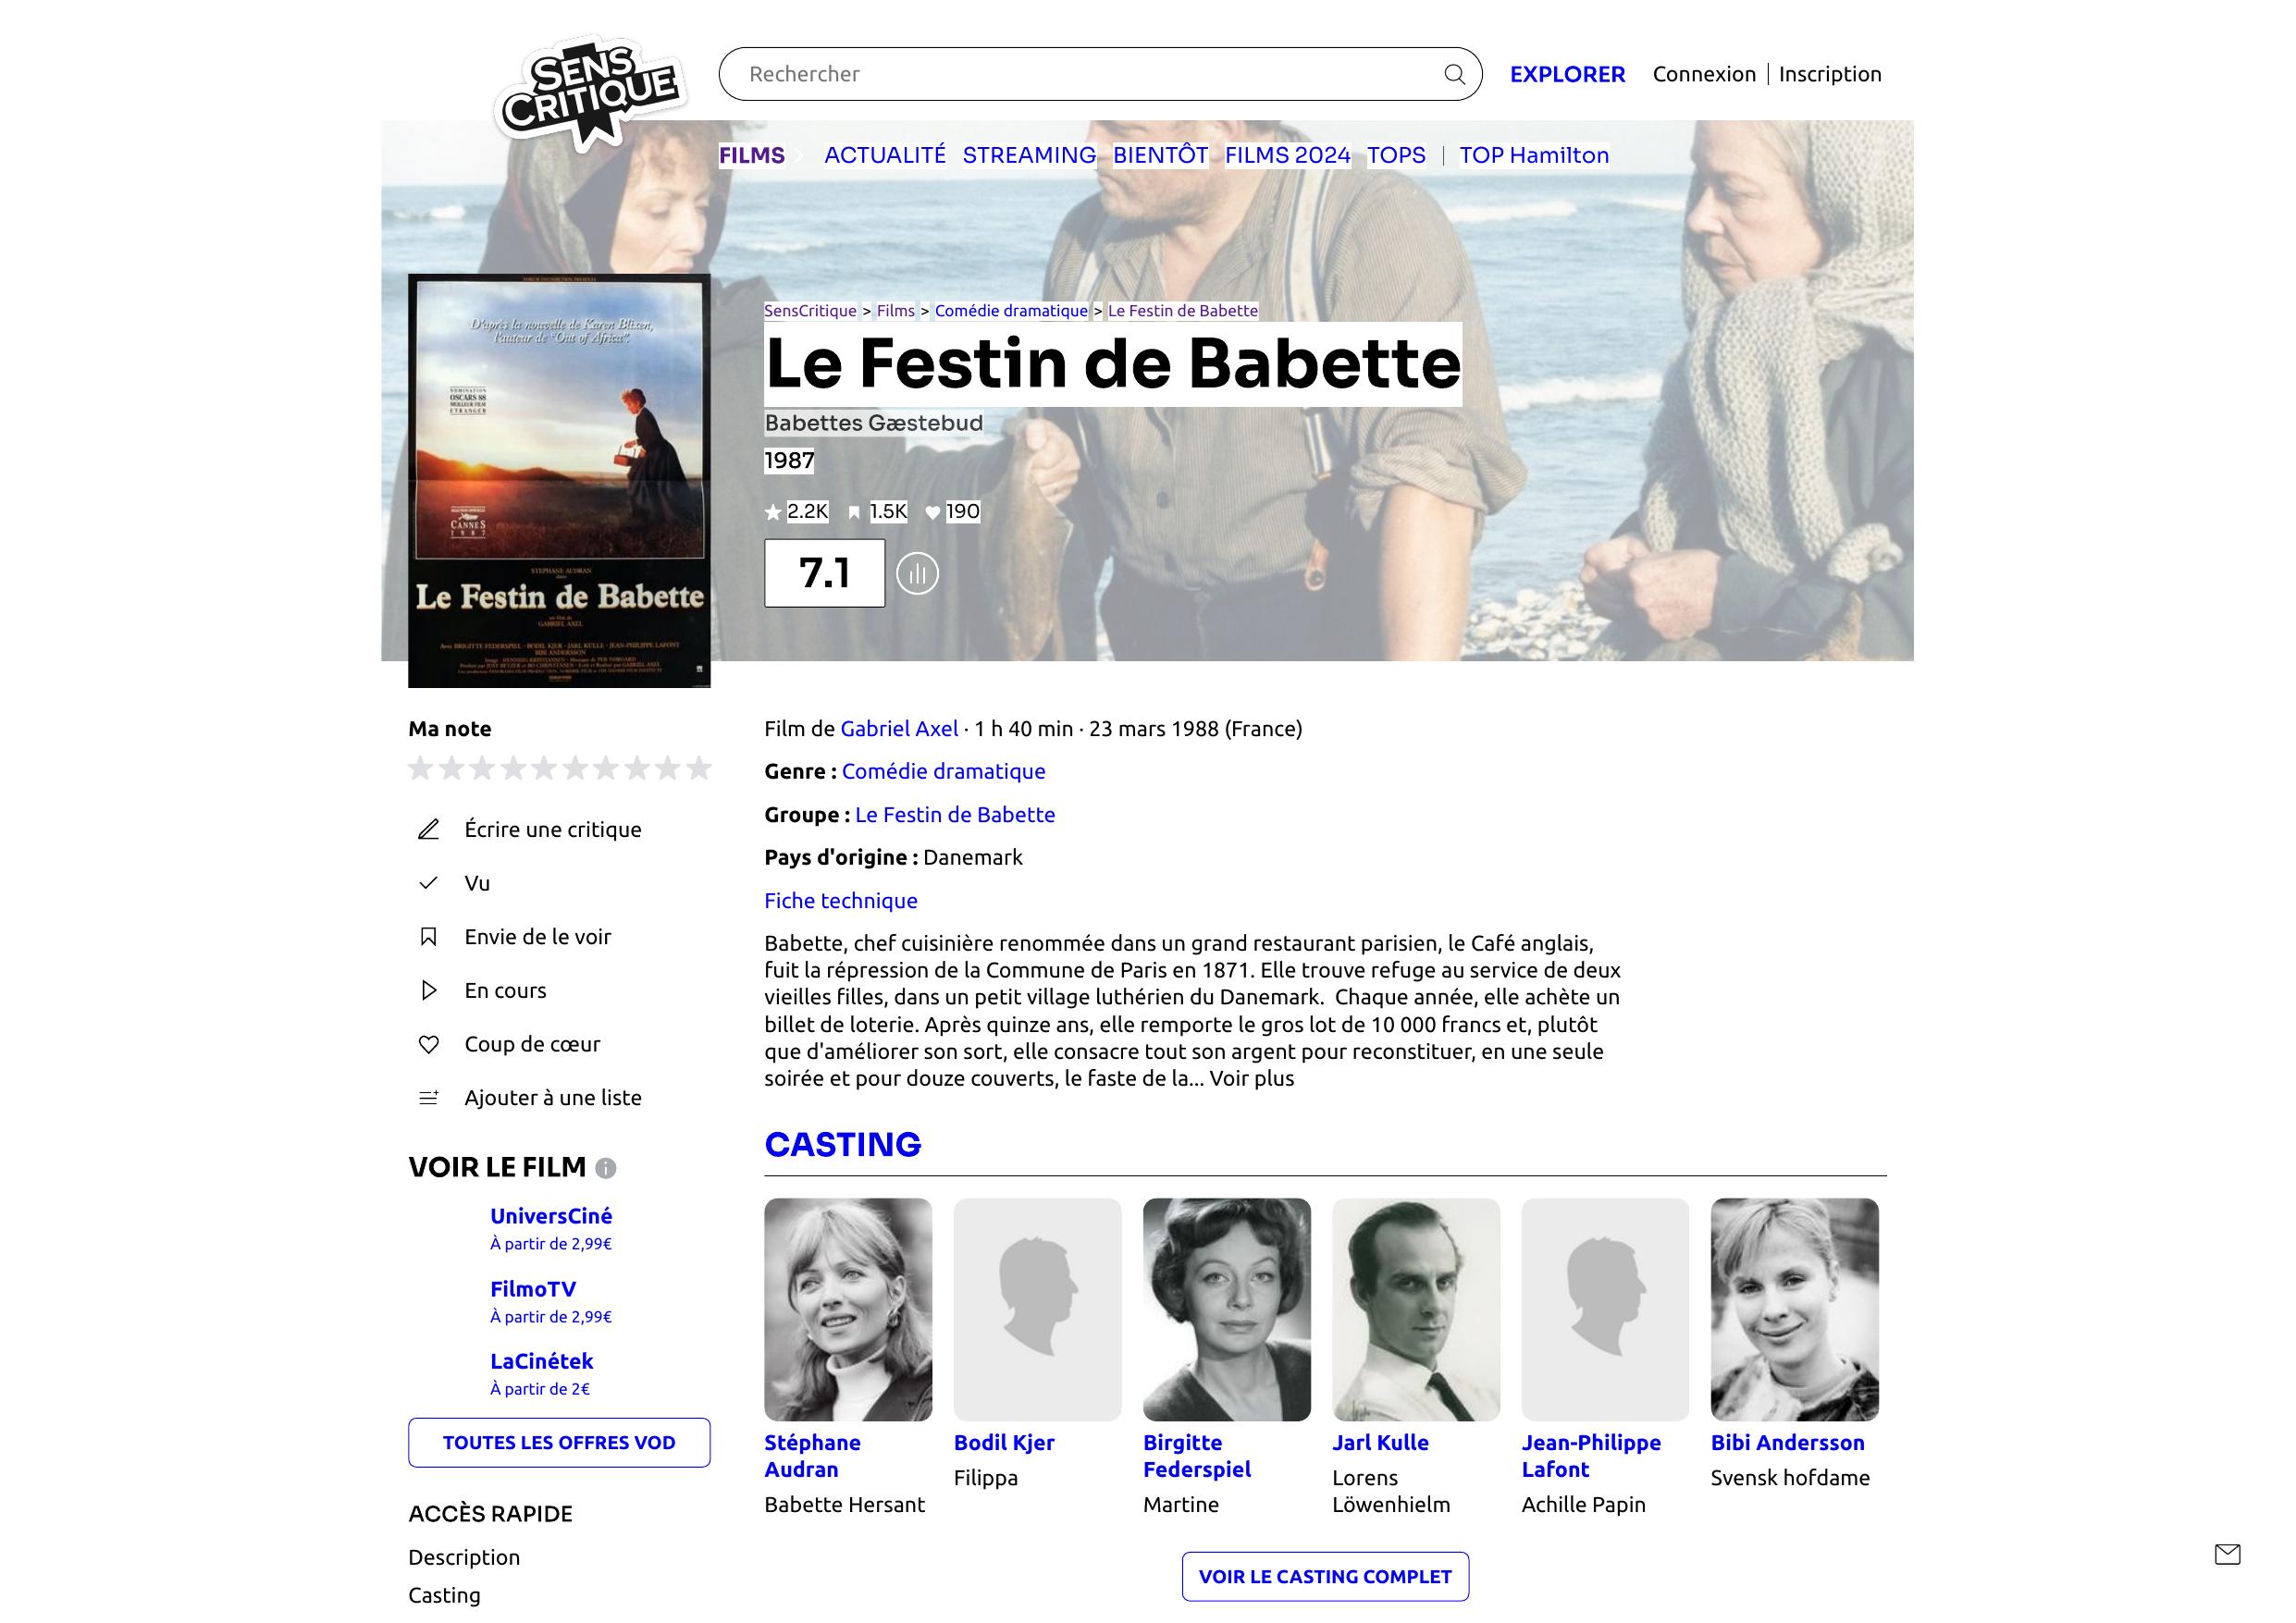 SENS
CRITIQUE
Rechercher
EXPLORER
Connexion | Inscription
FILMS
ACTUALITÉ STREAMING BIENTÔT FILMS 2024 TOPS | TOP Hamilton
D'après la nouvelle de Karen Blixen,
l'auteur de "Out of Africa".
NOMINATION
OSCARS 88
MEILLEUR FILM
ETRANGER
CANNES
1987
STEPHANE AUDRAN
dans
Le Festin de Babette
un film de
GABRIEL AXEL
Avec BRIGITTE FEDERSPIEL · BODIL KJER · JARL KULLE · JEAN-PHILIPPE LAFONT
BIBI ANDERSSON
SensCritique > Films > Comédie dramatique > Le Festin de Babette
Le Festin de Babette
Babettes Gæstebud
1987
2.2K 1.5K 190
7.1
Ma note
Écrire une critique
Vu
Envie de le voir
En cours
Coup de cœur
Ajouter à une liste
VOIR LE FILM
UniversCiné
À partir de 2,99€
FilmoTV
À partir de 2,99€
LaCinétek
À partir de 2€
TOUTES LES OFFRES VOD
ACCÈS RAPIDE
Description
Casting
Film de Gabriel Axel · 1 h 40 min · 23 mars 1988 (France)
Genre : Comédie dramatique
Groupe : Le Festin de Babette
Pays d'origine : Danemark
Fiche technique
Babette, chef cuisinière renommée dans un grand restaurant parisien, le Café anglais,
fuit la répression de la Commune de Paris en 1871. Elle trouve refuge au service de deux
vieilles filles, dans un petit village luthérien du Danemark.  Chaque année, elle achète un
billet de loterie. Après quinze ans, elle remporte le gros lot de 10 000 francs et, plutôt
que d'améliorer son sort, elle consacre tout son argent pour reconstituer, en une seule
soirée et pour douze couverts, le faste de la... Voir plus
CASTING
Stéphane
Audran
Babette Hersant
Bodil Kjer
Filippa
Birgitte
Federspiel
Martine
Jarl Kulle
Lorens
Löwenhielm
Jean-Philippe
Lafont
Achille Papin
Bibi Andersson
Svensk hofdame
VOIR LE CASTING COMPLET